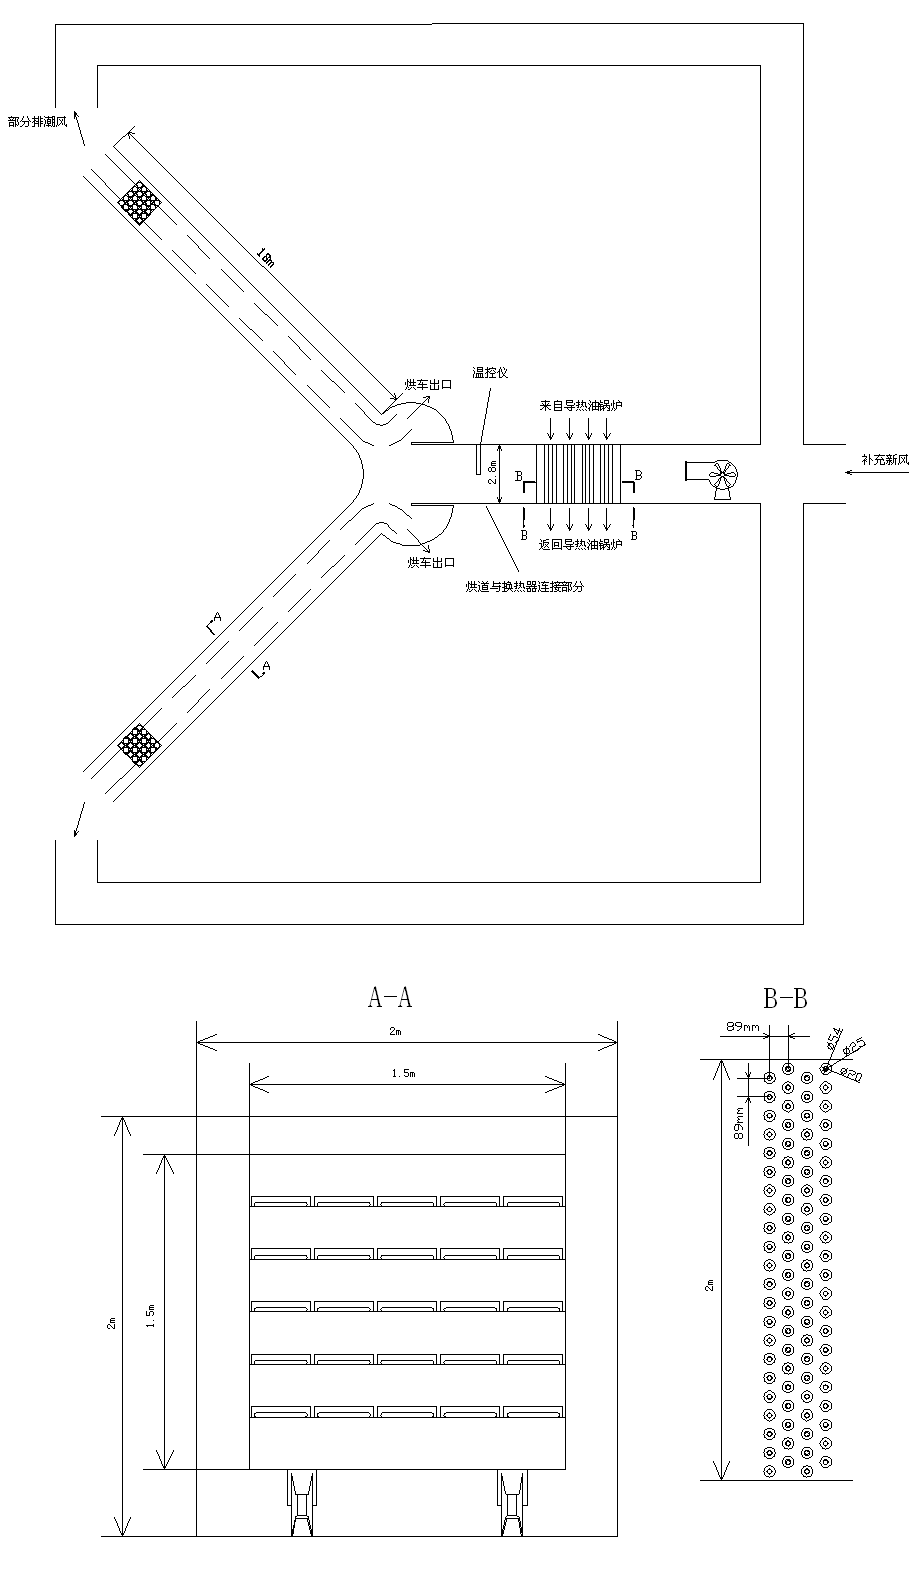 部分排潮风
18m
温控仪
烘车出口
来自导热油锅炉
补充新风
2.8m
B
B
B
B
返回导热油锅炉
烘车出口
烘道与换热器连接部分
A
A
A-A
B-B
2m
1.5m
89mm
ø54
ø25
ø20
89mm
2m
1.5m
2m